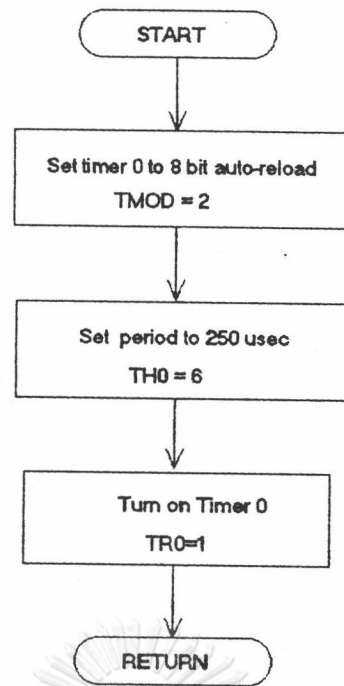 START
Set timer 0 to 8 bit auto-reload
TMOD = 2
Set period to 250 usec
TH0 = 6
Turn on Timer 0
TR0=1
RETURN